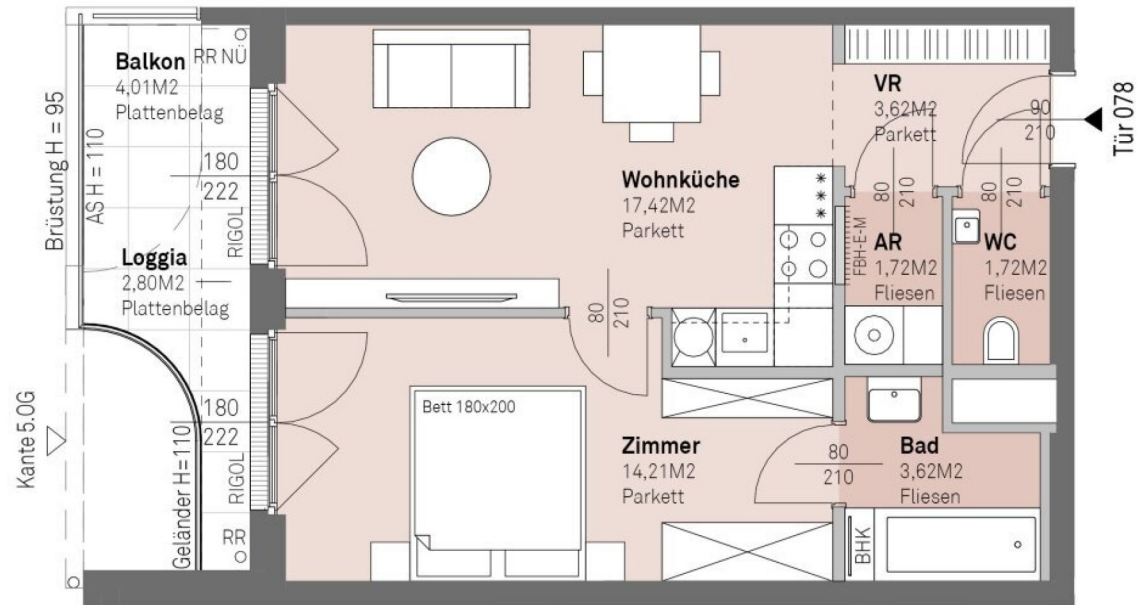 Balkon
4,01M2
Plattenbelag
RR NÜ
Brüstung H = 95
AS H = 110
180
222
RIGOL
Loggia
2,80M2
Plattenbelag
Kante 5.OG
Geländer H=110
180
222
RIGOL
RR
Wohnküche
17,42M2
Parkett
80
210
VR
3,62M2
Parkett
90
210
Tür 078
80
210
80
210
FBH-E-M
AR
1,72M2
Fliesen
WC
1,72M2
Fliesen
Bett 180x200
Zimmer
14,21M2
Parkett
80
210
Bad
3,62M2
Fliesen
BHK